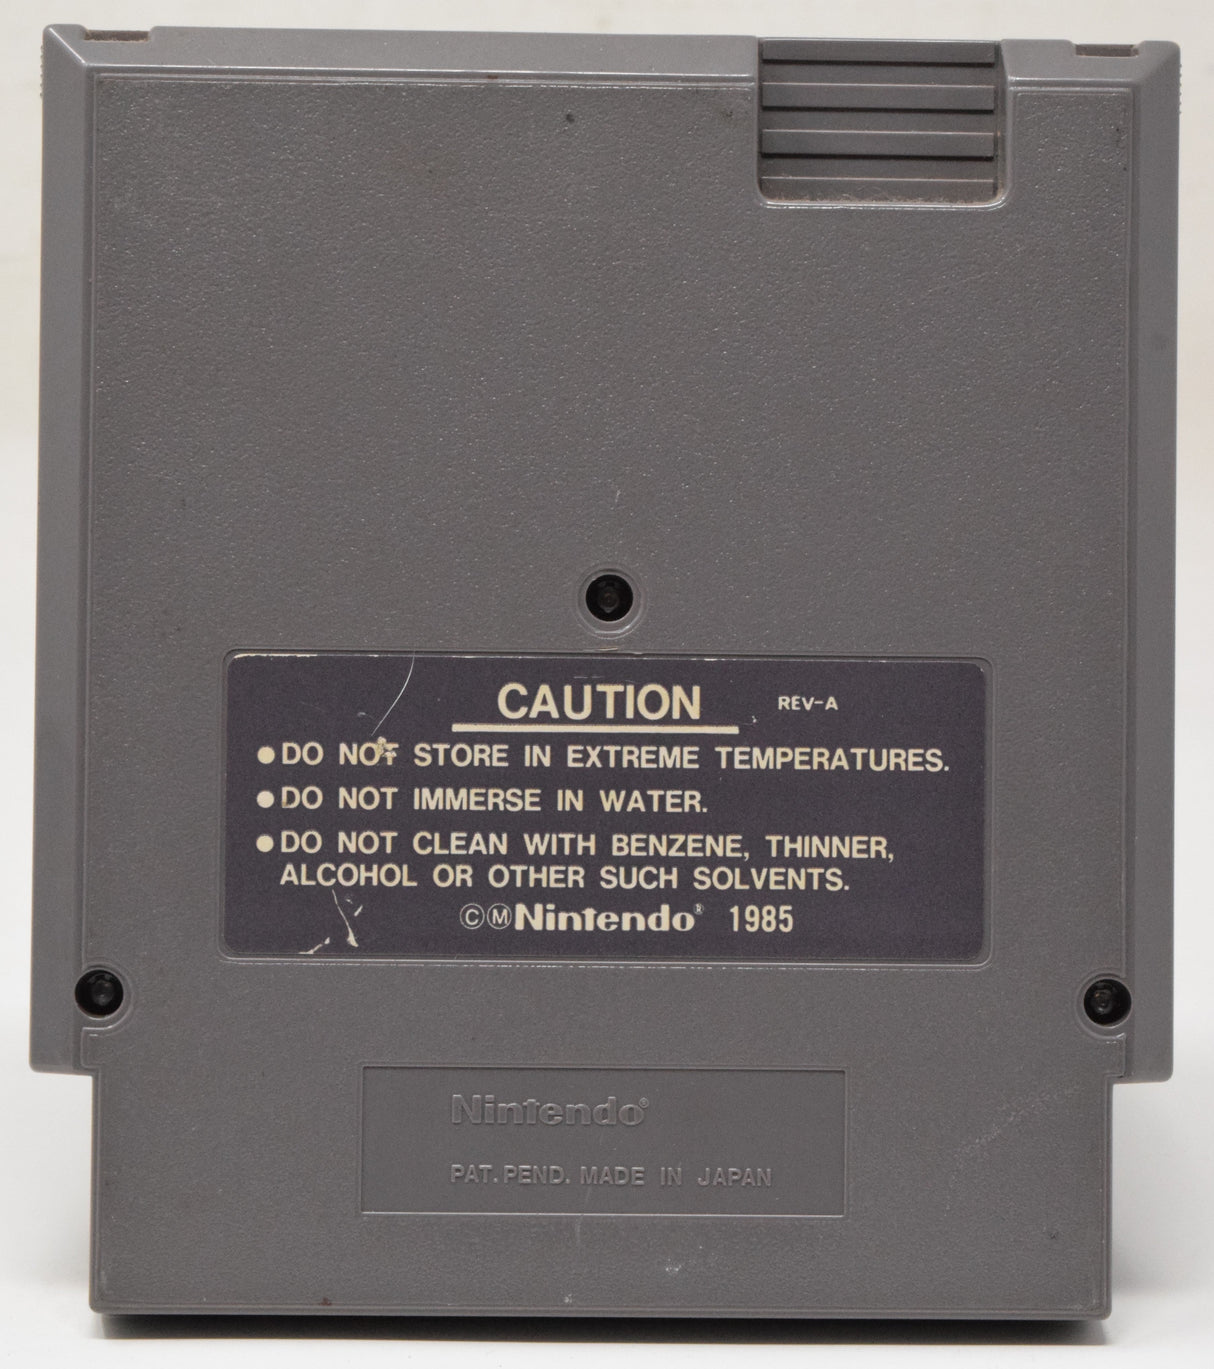 CAUTION REV-A
●DO NOT STORE IN EXTREME TEMPERATURES.
●DO NOT IMMERSE IN WATER.
●DO NOT CLEAN WITH BENZENE, THINNER,
ALCOHOL OR OTHER SUCH SOLVENTS.
ⒸⓂNintendo® 1985
Nintendo®
PAT. PEND. MADE IN JAPAN